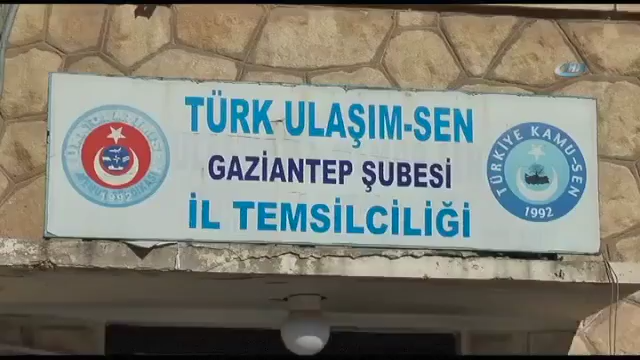 TÜRK ULAŞIM-SEN
GAZİANTEP ŞUBESİ
İL TEMSİLCİLİĞİ
1992
TÜRKİYE KAMU-SEN
1992